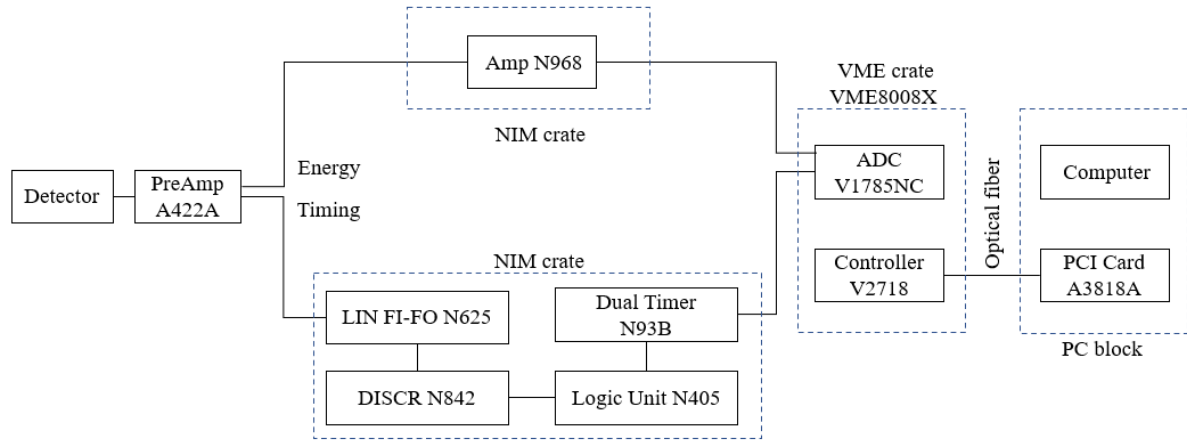 Amp N968
NIM crate
VME crate
VME8008X
Detector
PreAmp
A422A
Energy
Timing
ADC
V1785NC
Controller
V2718
Optical fiber
Computer
PCI Card
A3818A
PC block
NIM crate
LIN FI-FO N625
Dual Timer
N93B
DISCR N842
Logic Unit N405